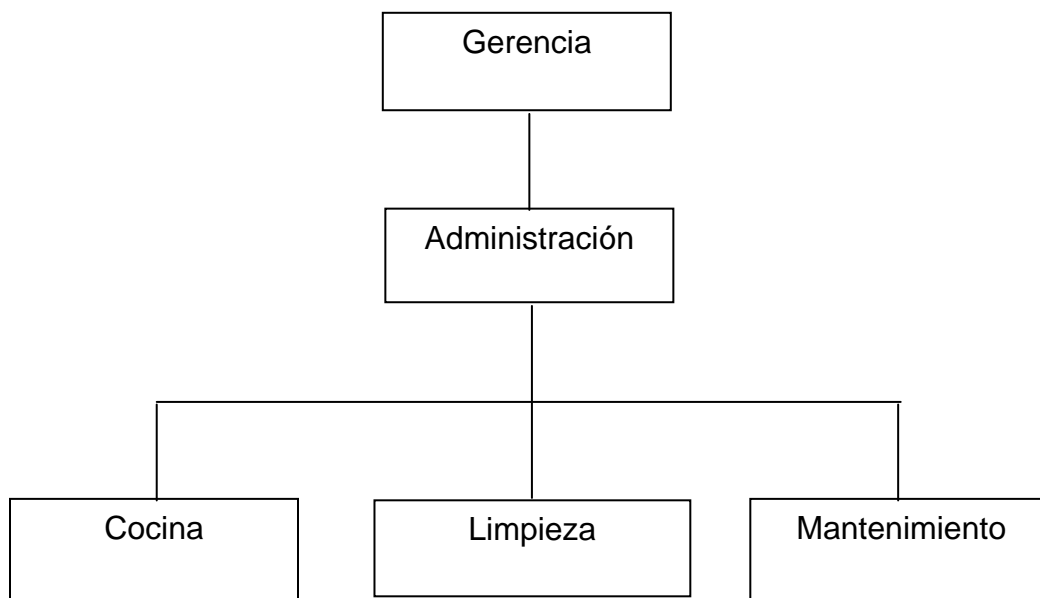 Gerencia
Administración
Cocina
Limpieza
Mantenimiento